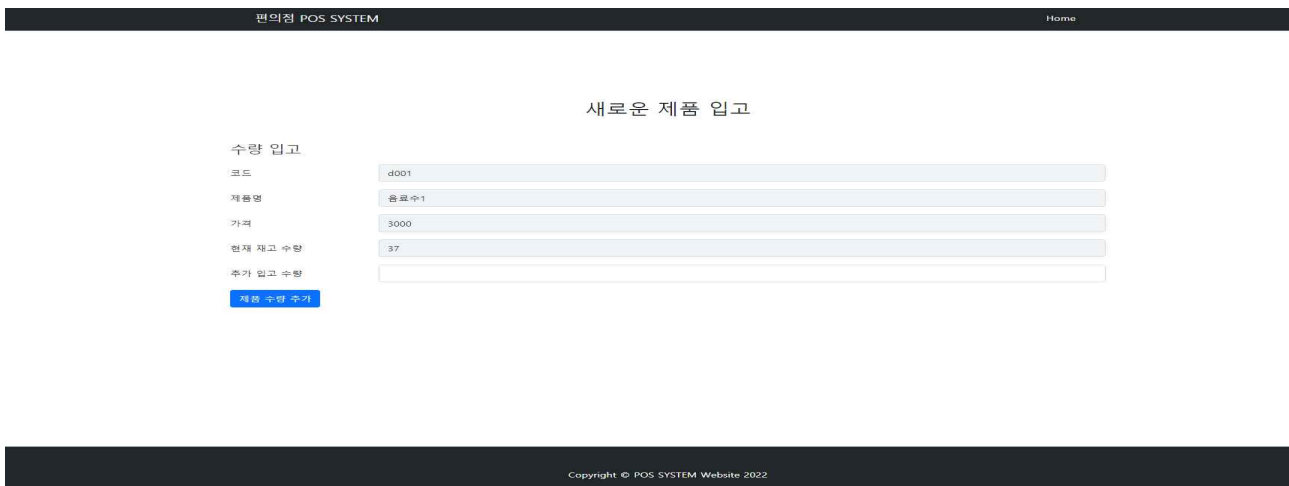 편의점 POS SYSTEM Home
새로운 제품 입고
수량 입고
코드 d001
제품명 음료수1
가격 3000
현재 재고 수량 37
추가 입고 수량
제품 수량 추가
Copyright © POS SYSTEM Website 2022